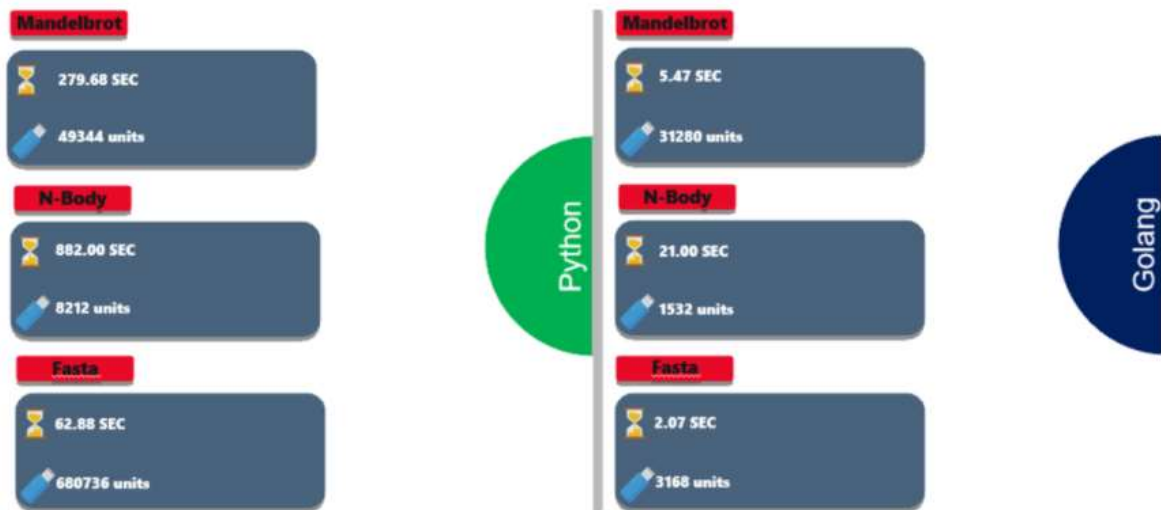 Mandelbrot
279.68 SEC
49344 units
N-Body
882.00 SEC
8212 units
Fasta
62.88 SEC
680736 units
Python
Mandelbrot
5.47 SEC
31280 units
N-Body
21.00 SEC
1532 units
Fasta
2.07 SEC
3168 units
Golang